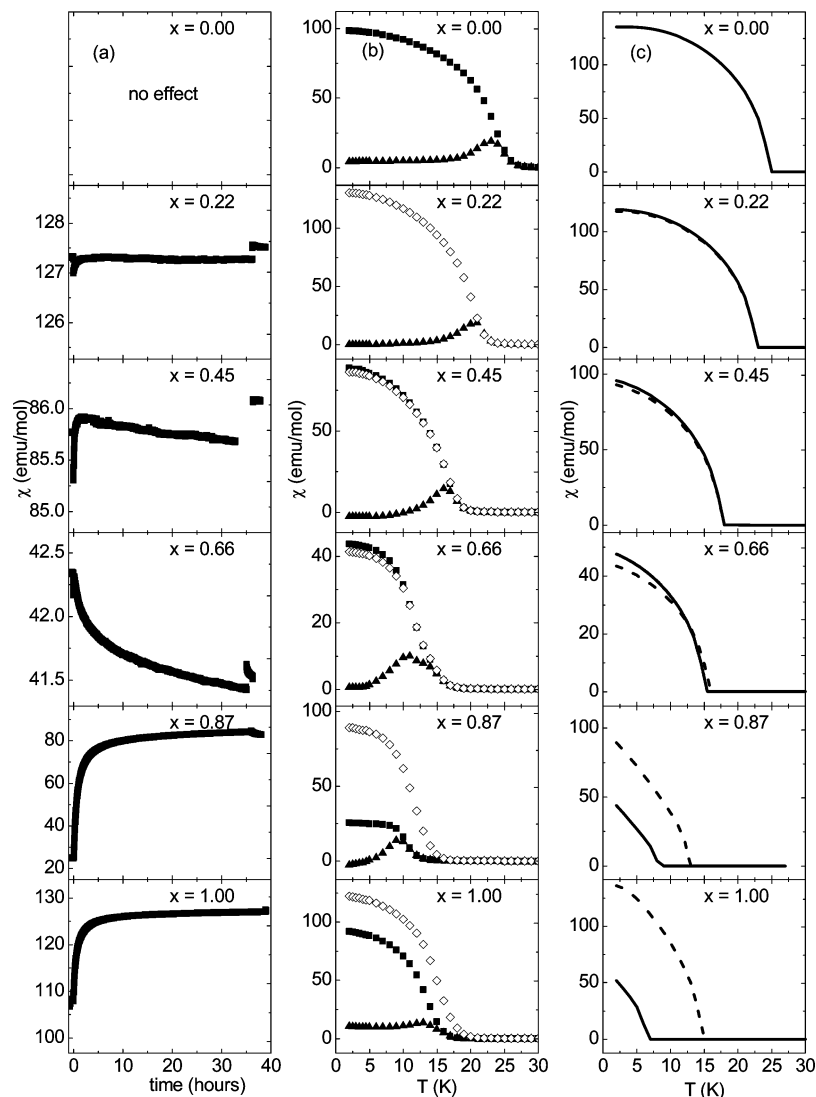 (a) x = 0.00
no effect
(b) x = 0.00
100
50
0
(c) x = 0.00
100
50
0
x = 0.22
128
127
126
x = 0.22
100
50
0
x = 0.22
100
50
0
x = 0.45
86.0
85.5
85.0
x = 0.45
50
0
x = 0.45
100
50
0
χ (emu/mol)
χ (emu/mol)
χ (emu/mol)
x = 0.66
42.5
42.0
41.5
x = 0.66
40
20
0
x = 0.66
40
20
0
x = 0.87
80
60
40
20
x = 0.87
100
50
0
x = 0.87
100
50
0
x = 1.00
130
120
110
100
x = 1.00
100
50
0
x = 1.00
100
50
0
0 10 20 30 40
time (hours)
0 5 10 15 20 25 30
T (K)
0 5 10 15 20 25 30
T (K)